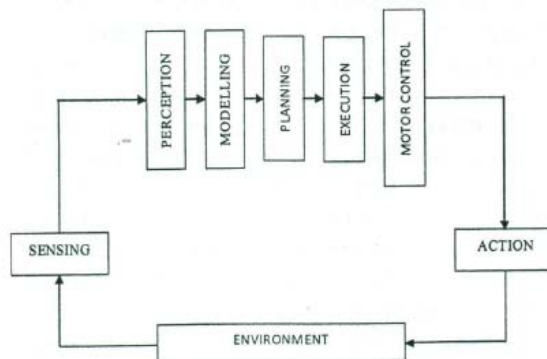 PERCEPTION
MODELLING
PLANNING
EXECUTION
MOTOR CONTROL
SENSING
ACTION
ENVIRONMENT